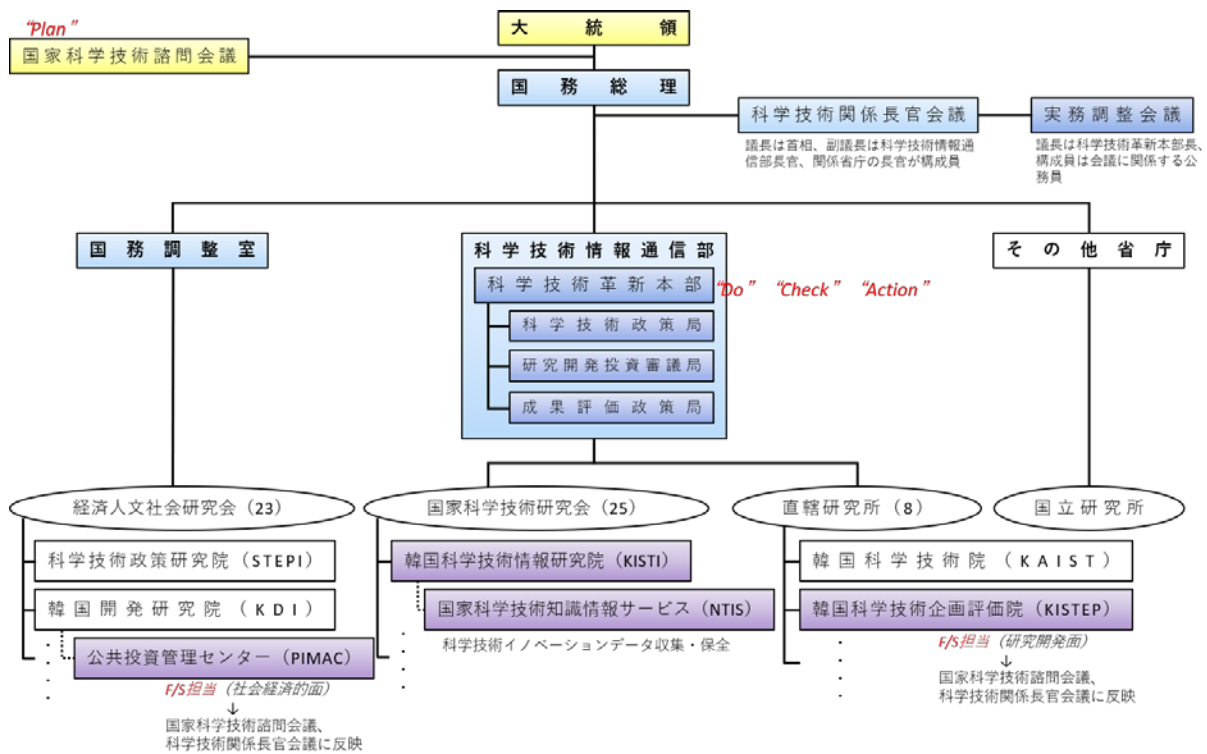 “Plan”
大統領
国家科学技術諮問会議
国務総理
科学技術関係長官会議
実務調整会議
議長は首相、副議長は科学技術情報通
信部長官、関係省庁の長官が構成員
議長は科学技術革新本部長、
構成員は会議に関係する公
務員
国務調整室
科学技術情報通信部
その他省庁
科学技術革新本部
“Do” “Check” “Action”
科学技術政策局
研究開発投資審議局
成果評価政策局
経済人文社会研究会（23）
国家科学技術研究会（25）
直轄研究所（8）
国立研究所
科学技術政策研究院（STEPI）
韓国開発研究院（KDI）
公共投資管理センター（PIMAC）
F/S担当（社会経済的面）
↓
国家科学技術諮問会議、
科学技術関係長官会議に反映
韓国科学技術情報研究院（KISTI）
国家科学技術知識情報サービス（NTIS）
科学技術イノベーションデータ収集・保全
韓国科学技術院（KAIST）
韓国科学技術企画評価院（KISTEP）
F/S担当（研究開発面）
↓
国家科学技術諮問会議、
科学技術関係長官会議に反映